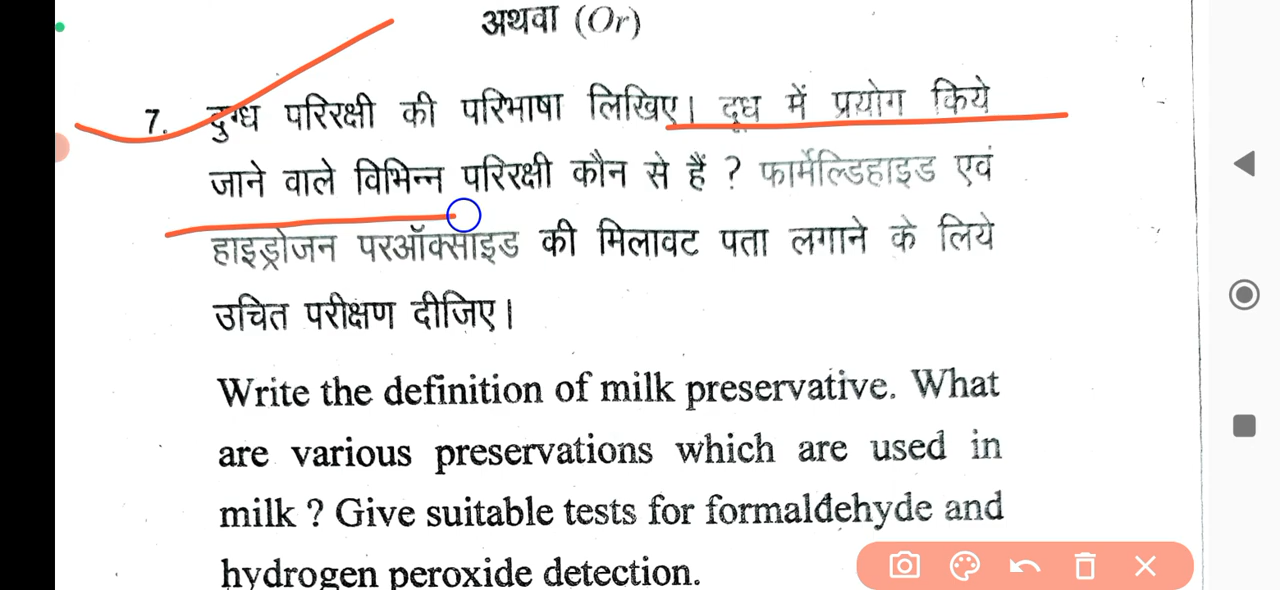 अथवा (Or)
7. दुग्ध परिरक्षी की परिभाषा लिखिए। दूध में प्रयोग किये
जाने वाले विभिन्न परिरक्षी कौन से हैं ? फार्मेल्डिहाइड एवं
हाइड्रोजन परऑक्साइड की मिलावट पता लगाने के लिये
उचित परीक्षण दीजिए।
Write the definition of milk preservative. What
are various preservations which are used in
milk ? Give suitable tests for formaldehyde and
hydrogen peroxide detection.